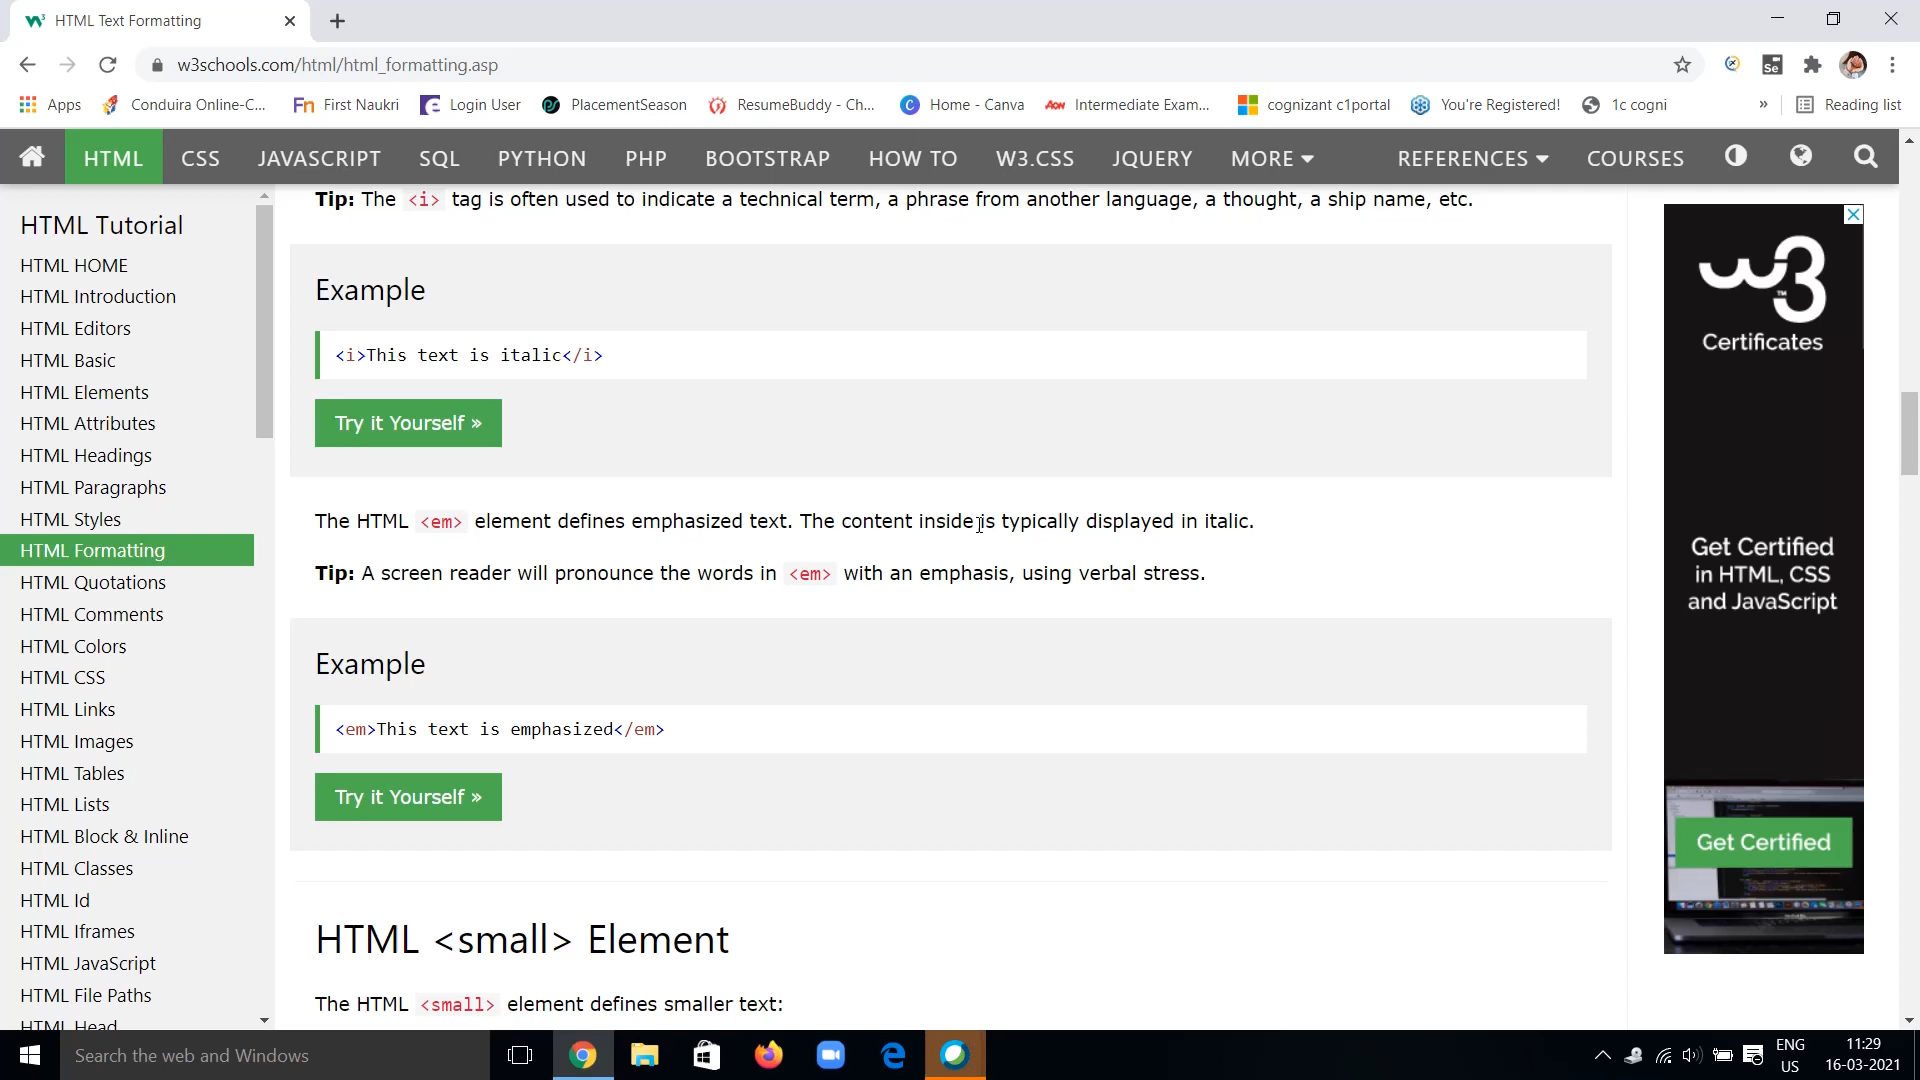 HTML Text Formatting
w3schools.com/html/html_formatting.asp
Apps
Conduira Online-C...
First Naukri
Login User
PlacementSeason
ResumeBuddy - Ch...
Home - Canva
Intermediate Exam...
cognizant c1portal
You're Registered!
1c cogni
»
Reading list
HTML
CSS
JAVASCRIPT
SQL
PYTHON
PHP
BOOTSTRAP
HOW TO
W3.CSS
JQUERY
MORE
REFERENCES
COURSES
HTML Tutorial
HTML HOME
HTML Introduction
HTML Editors
HTML Basic
HTML Elements
HTML Attributes
HTML Headings
HTML Paragraphs
HTML Styles
HTML Formatting
HTML Quotations
HTML Comments
HTML Colors
HTML CSS
HTML Links
HTML Images
HTML Tables
HTML Lists
HTML Block & Inline
HTML Classes
HTML Id
HTML Iframes
HTML JavaScript
HTML File Paths
HTML Head
Tip: The <i> tag is often used to indicate a technical term, a phrase from another language, a thought, a ship name, etc.
Example
<i>This text is italic</i>
Try it Yourself »
The HTML <em> element defines emphasized text. The content inside is typically displayed in italic.
Tip: A screen reader will pronounce the words in <em> with an emphasis, using verbal stress.
Example
<em>This text is emphasized</em>
Try it Yourself »
HTML <small> Element
The HTML <small> element defines smaller text:
w3
TM
Certificates
Get Certified
in HTML, CSS
and JavaScript
Get Certified
Search the web and Windows
ENG
US
11:29
16-03-2021